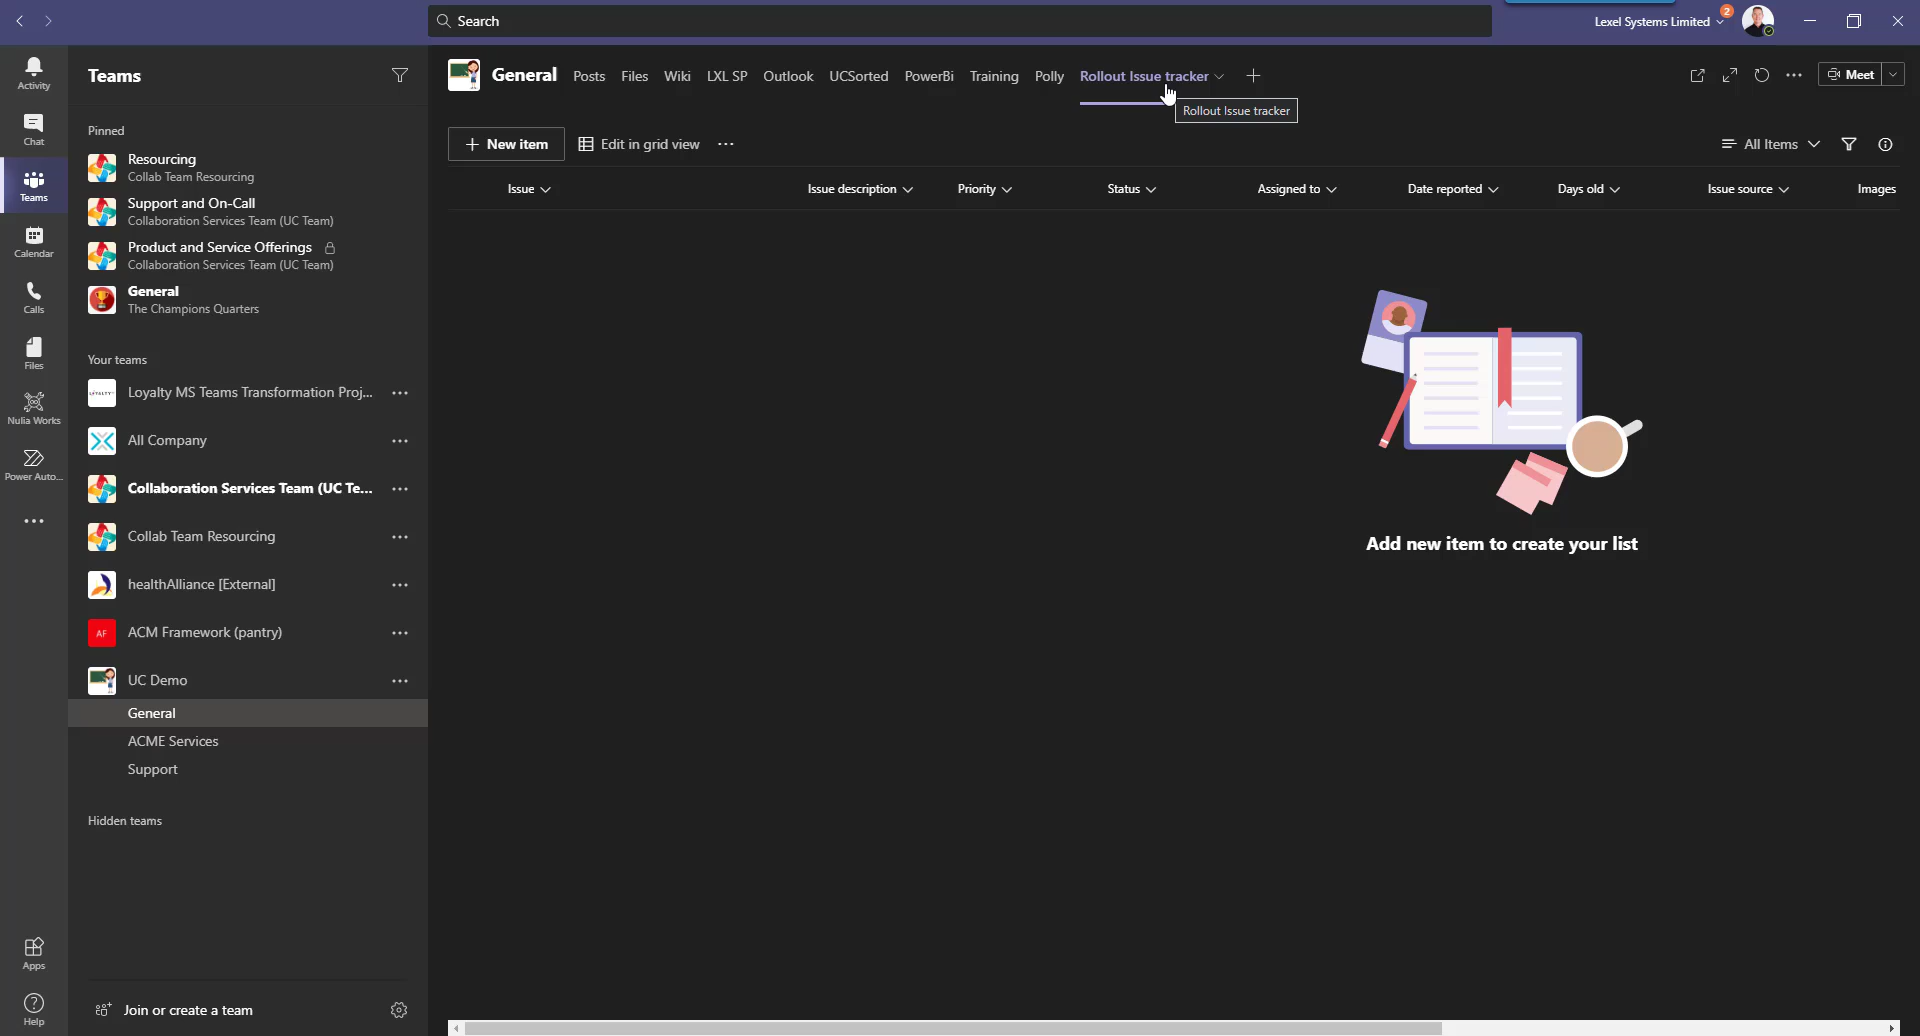 Search
Lexel Systems Limited
2
Activity
Chat
Teams
Calendar
Calls
Files
Nulia Works
Power Auto...
Apps
Help
Teams
Pinned
Resourcing
Collab Team Resourcing
Support and On-Call
Collaboration Services Team (UC Team)
Product and Service Offerings
Collaboration Services Team (UC Team)
General
The Champions Quarters
Your teams
LOYALTY
Loyalty MS Teams Transformation Proj...
All Company
Collaboration Services Team (UC Te...
Collab Team Resourcing
healthAlliance [External]
AF
ACM Framework (pantry)
UC Demo
General
ACME Services
Support
Hidden teams
Join or create a team
General Posts Files Wiki LXL SP Outlook UCSorted PowerBi Training Polly Rollout Issue tracker
Meet
Rollout Issue tracker
New item Edit in grid view
All Items
Issue Issue description Priority Status Assigned to Date reported Days old Issue source Images
Add new item to create your list